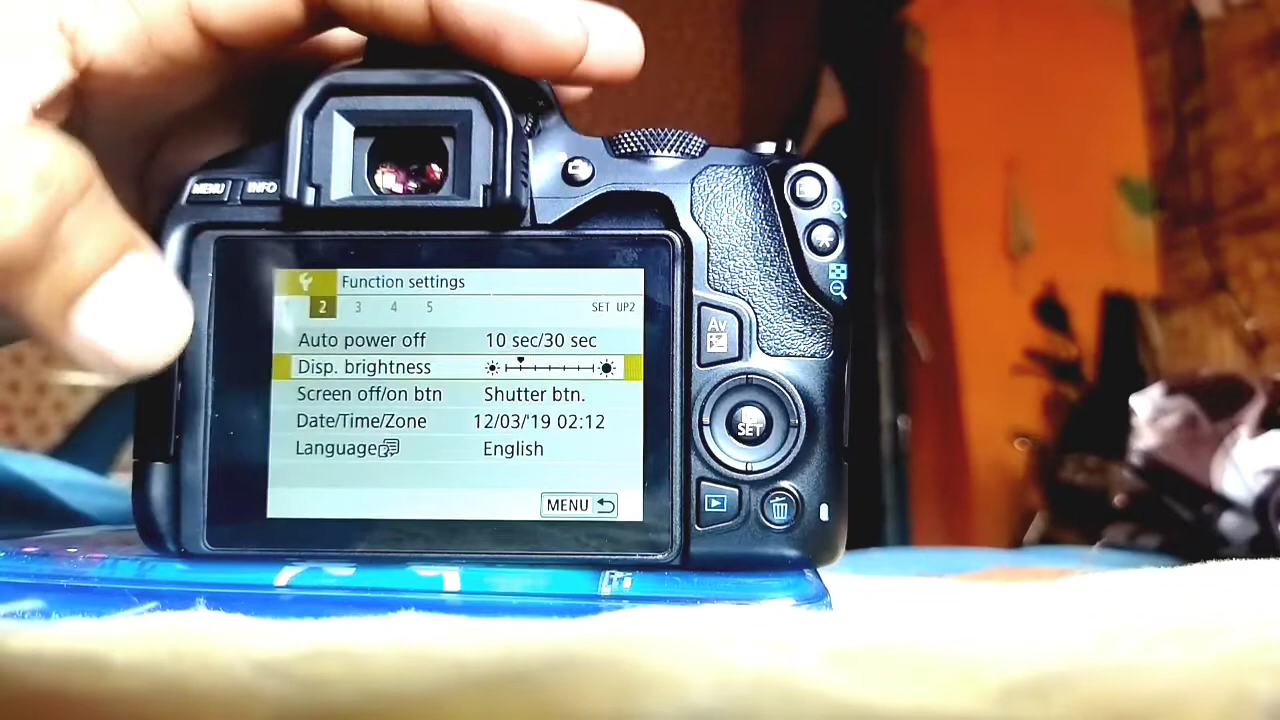 MENU INFO
Function settings
2 3 4 5 SET UP2
Auto power off 10 sec/30 sec
Disp. brightness
Screen off/on btn Shutter btn.
Date/Time/Zone 12/03/'19 02:12
Language English
MENU
Av
SET